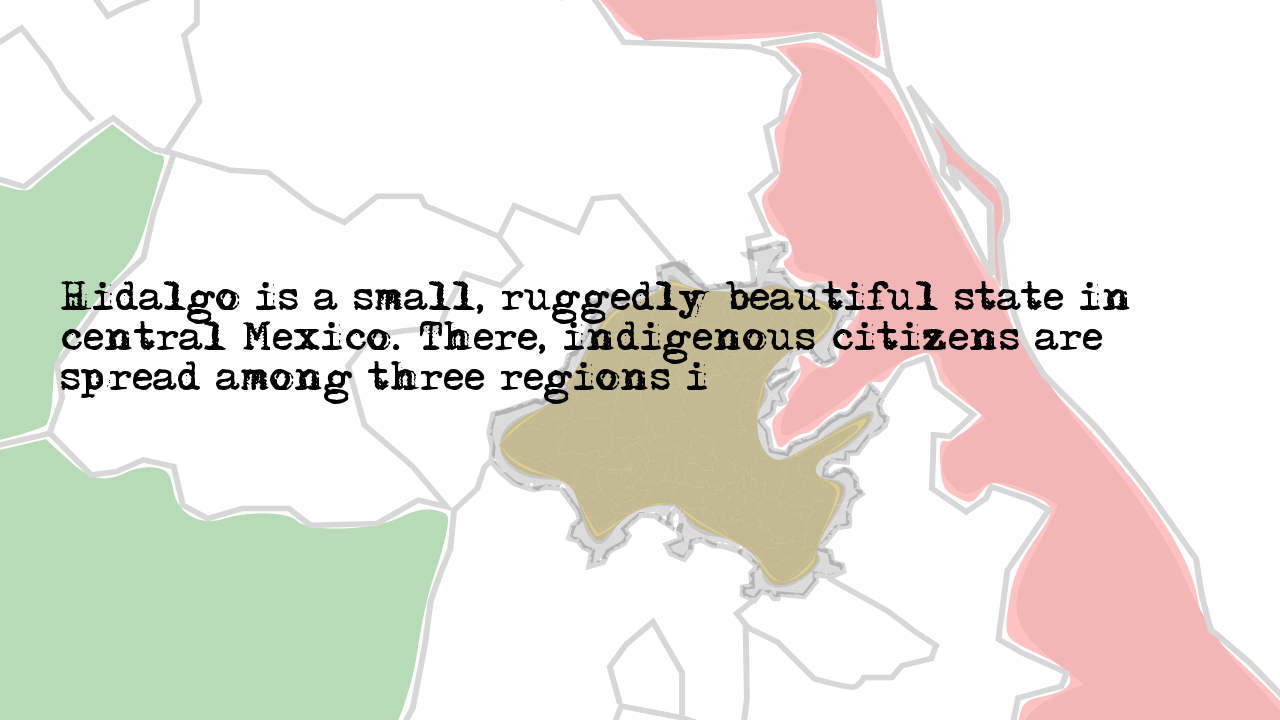 Hidalgo is a small, ruggedly beautiful state in
central Mexico. There, indigenous citizens are
spread among three regions i